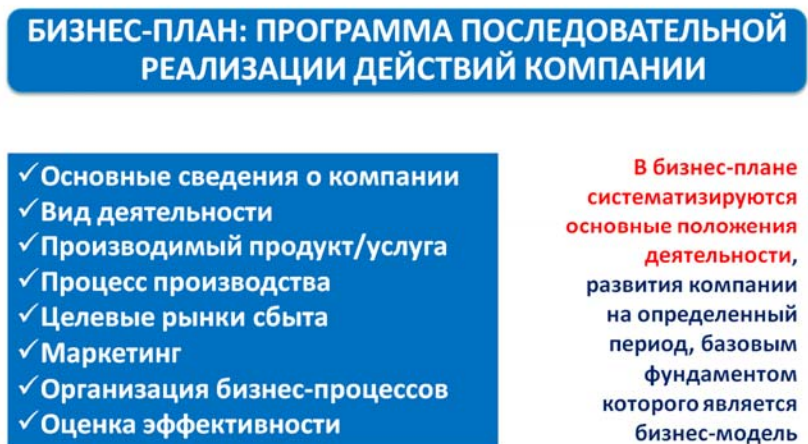 БИЗНЕС-ПЛАН: ПРОГРАММА ПОСЛЕДОВАТЕЛЬНОЙ
РЕАЛИЗАЦИИ ДЕЙСТВИЙ КОМПАНИИ
✓Основные сведения о компании
✓Вид деятельности
✓Производимый продукт/услуга
✓Процесс производства
✓Целевые рынки сбыта
✓Маркетинг
✓Организация бизнес-процессов
✓Оценка эффективности
В бизнес-плане
систематизируются
основные положения
деятельности,
развития компании
на определенный
период, базовым
фундаментом
которого является
бизнес-модель